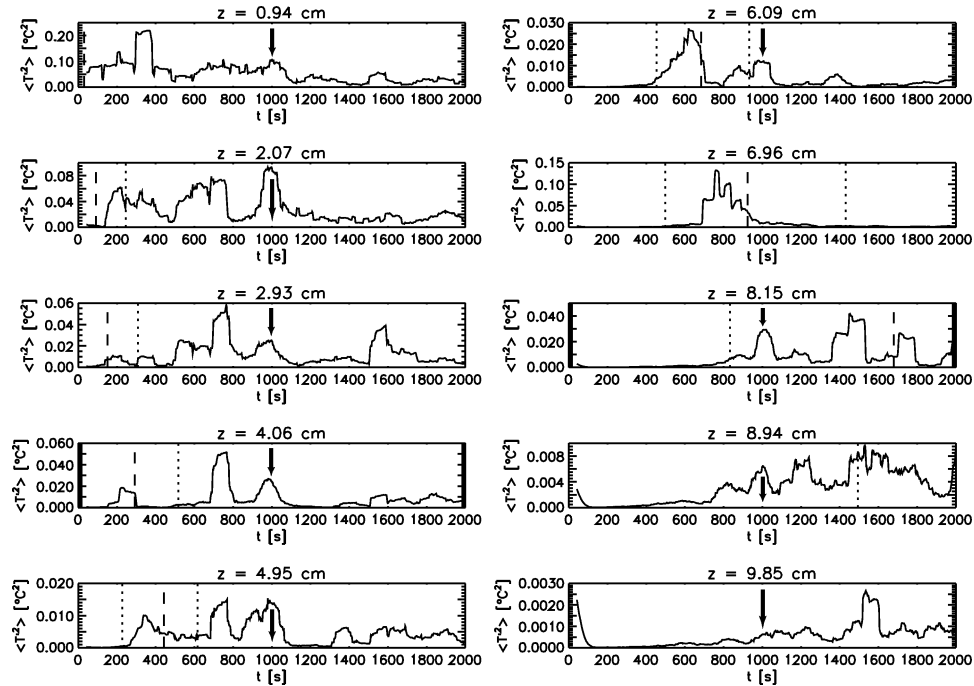 z = 0.94 cm
<T'²> [°C²]
0.20
0.10
0.00
0 200 400 600 800 1000 1200 1400 1600 1800 2000
t [s]
z = 2.07 cm
<T'²> [°C²]
0.08
0.04
0.00
0 200 400 600 800 1000 1200 1400 1600 1800 2000
t [s]
z = 2.93 cm
<T'²> [°C²]
0.06
0.04
0.02
0.00
0 200 400 600 800 1000 1200 1400 1600 1800 2000
t [s]
z = 4.06 cm
<T'²> [°C²]
0.060
0.040
0.020
0.000
0 200 400 600 800 1000 1200 1400 1600 1800 2000
t [s]
z = 4.95 cm
<T'²> [°C²]
0.020
0.010
0.000
0 200 400 600 800 1000 1200 1400 1600 1800 2000
t [s]
z = 6.09 cm
<T'²> [°C²]
0.030
0.020
0.010
0.000
0 200 400 600 800 1000 1200 1400 1600 1800 2000
t [s]
z = 6.96 cm
<T'²> [°C²]
0.15
0.10
0.05
0.00
0 200 400 600 800 1000 1200 1400 1600 1800 2000
t [s]
z = 8.15 cm
<T'²> [°C²]
0.040
0.020
0.000
0 200 400 600 800 1000 1200 1400 1600 1800 2000
t [s]
z = 8.94 cm
<T'²> [°C²]
0.008
0.004
0.000
0 200 400 600 800 1000 1200 1400 1600 1800 2000
t [s]
z = 9.85 cm
<T'²> [°C²]
0.0030
0.0020
0.0010
0.0000
0 200 400 600 800 1000 1200 1400 1600 1800 2000
t [s]